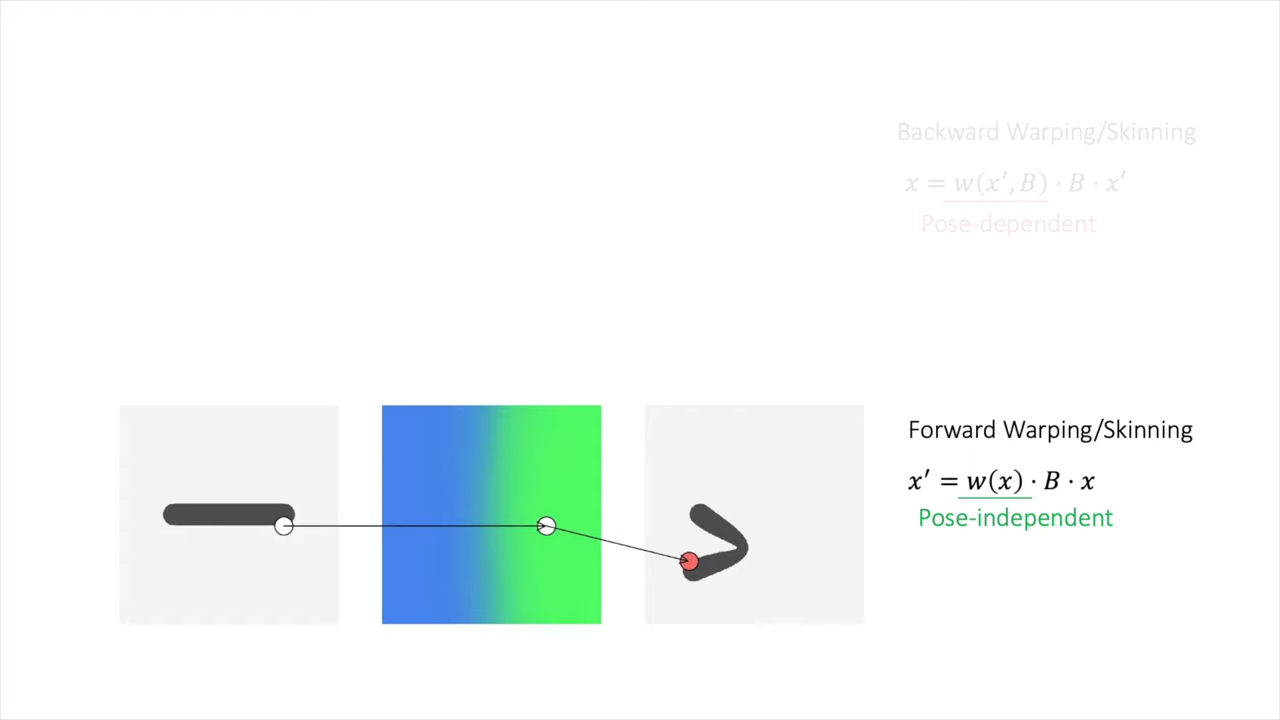 Backward Warping/Skinning
x = w(x′, B) · B · x′
Pose-dependent
Forward Warping/Skinning
x′ = w(x) · B · x
Pose-independent